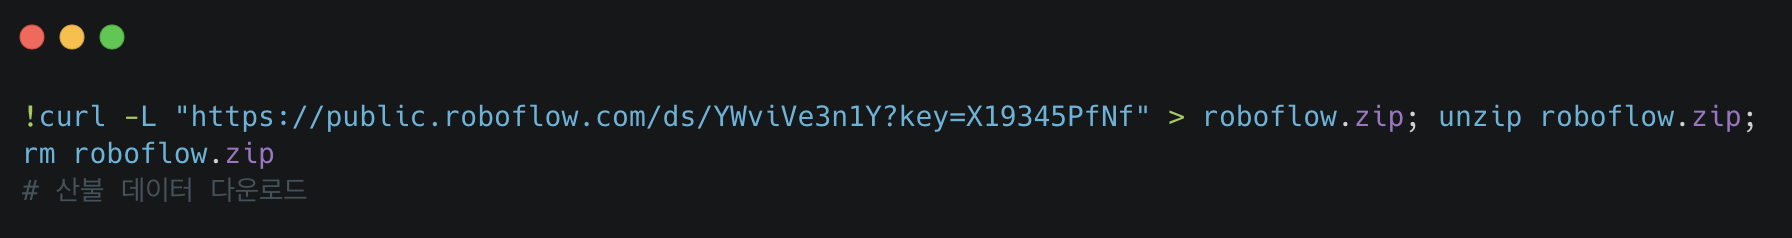 !curl -L "https://public.roboflow.com/ds/YWviVe3n1Y?key=X19345PfNf" > roboflow.zip; unzip roboflow.zip;
rm roboflow.zip
# 산불 데이터 다운로드